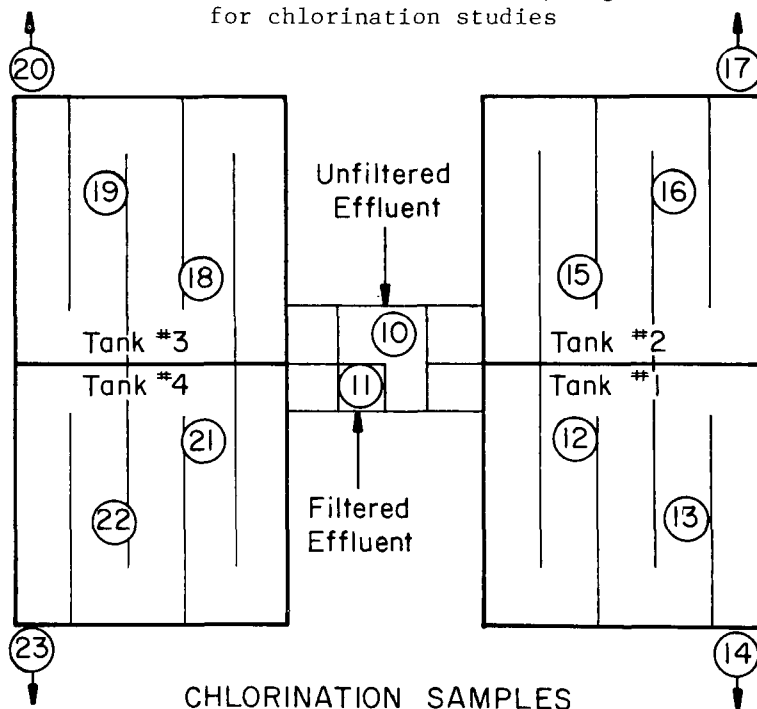 for chlorination studies
20
17
19
16
Unfiltered
Effluent
18
15
10
Tank #3
Tank #2
11
Tank #4
Tank #1
21
12
22
13
Filtered
Effluent
23
14
CHLORINATION SAMPLES